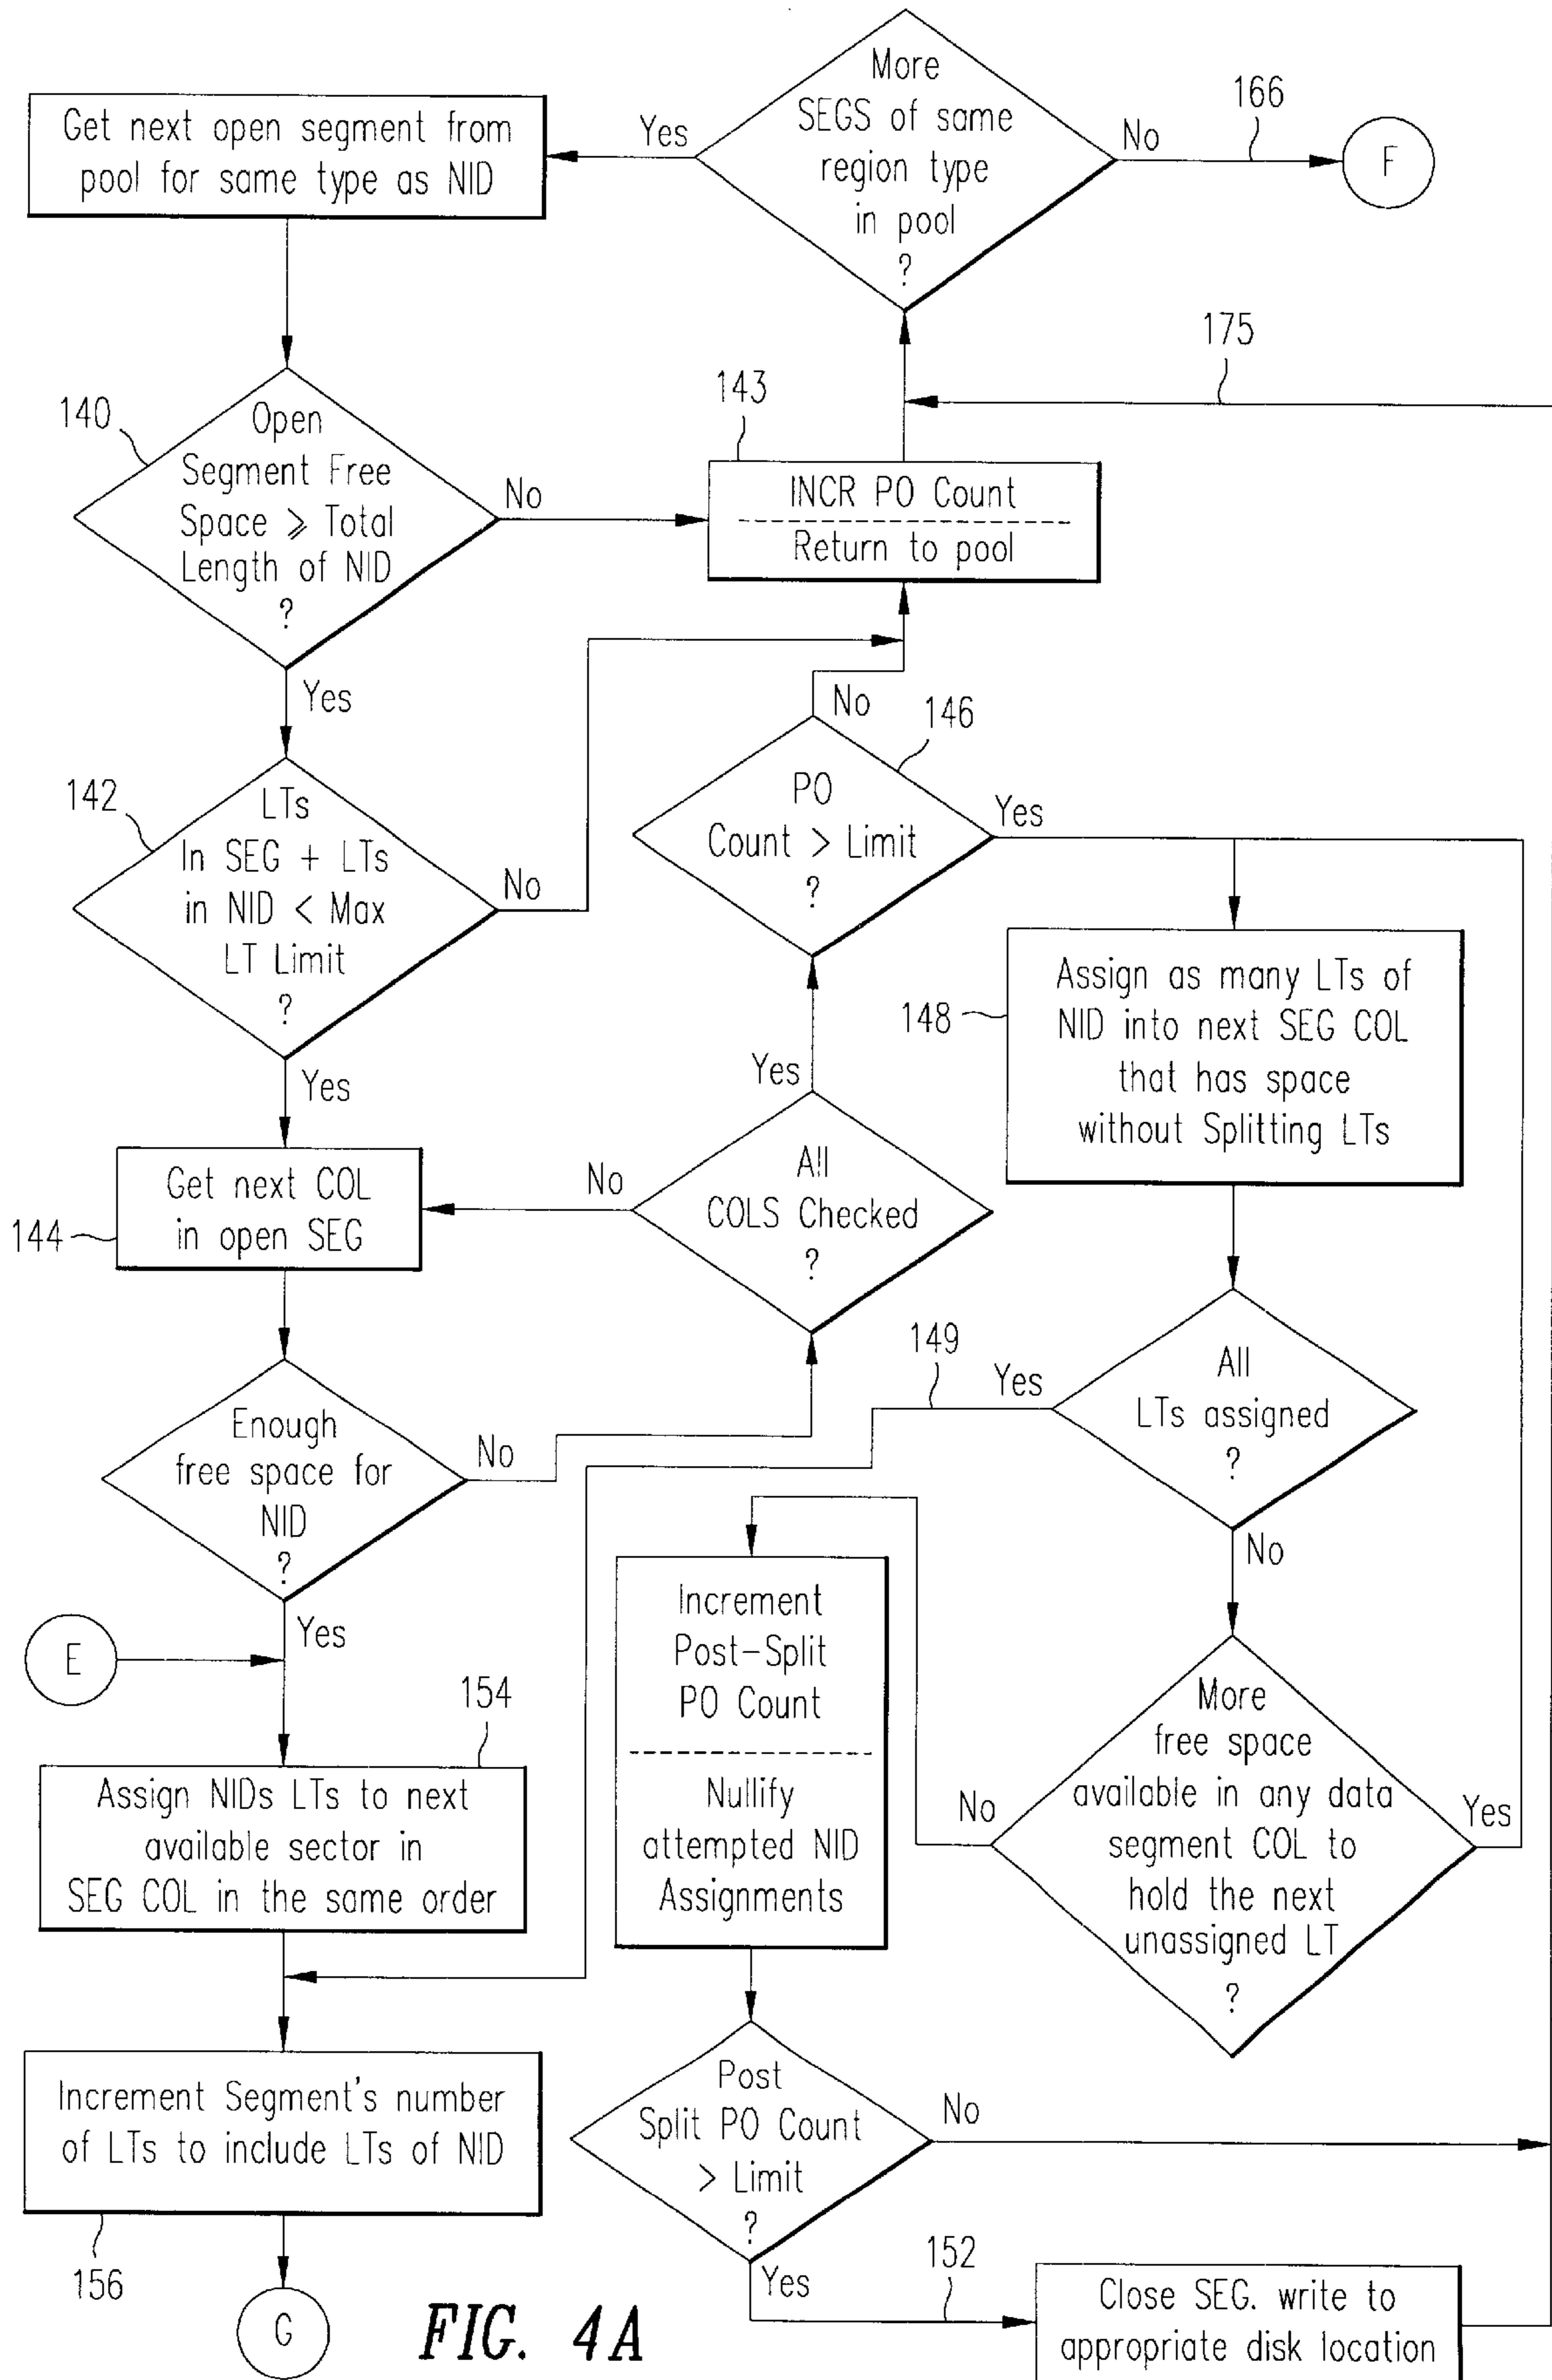 More
SEGS of same
region type
in pool
?
Yes
No
166
F
Get next open segment from
pool for same type as NID
175
143
INCR PO Count
Return to pool
140
Open
Segment Free
Space ⩾ Total
Length of NID
?
No
Yes
142
LTs
In SEG + LTs
in NID < Max
LT Limit
?
No
Yes
146
No
PO
Count > Limit
?
Yes
148
Assign as many LTs of
NID into next SEG COL
that has space
without Splitting LTs
Yes
All
COLS Checked
?
No
144
Get next COL
in open SEG
149
Yes
All
LTs assigned
?
No
Enough
free space for
NID
?
No
Yes
E
154
Assign NIDs LTs to next
available sector in
SEG COL in the same order
Increment
Post-Split
PO Count
Nullify
attempted NID
Assignments
No
More
free space
available in any data
segment COL to
hold the next
unassigned LT
?
Yes
Increment Segment's number
of LTs to include LTs of NID
156
G
Post
Split PO Count
> Limit
?
No
Yes
152
Close SEG. write to
appropriate disk location
FIG. 4A